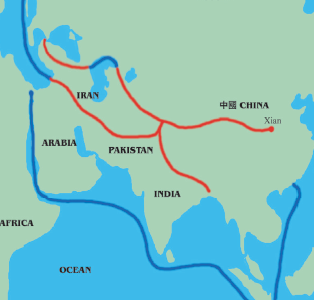 中國 CHINA
Xian
IRAN
ARABIA
PAKISTAN
INDIA
AFRICA
OCEAN